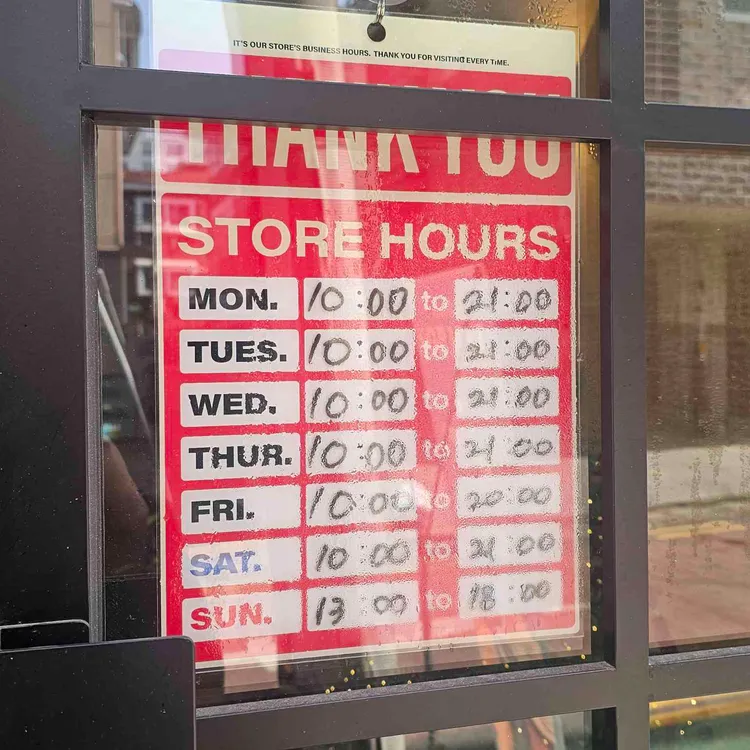 IT'S OUR STORE'S BUSINESS HOURS. THANK YOU FOR VISITING EVERY TIME.
THANK YOU
STORE HOURS
MON. 10:00 to 21:00
TUES. 10:00 to 21:00
WED. 10:00 to 21:00
THUR. 10:00 to 21:00
FRI. 10:00 to 20:00
SAT. 10:00 to 21:00
SUN. 13:00 to 18:00